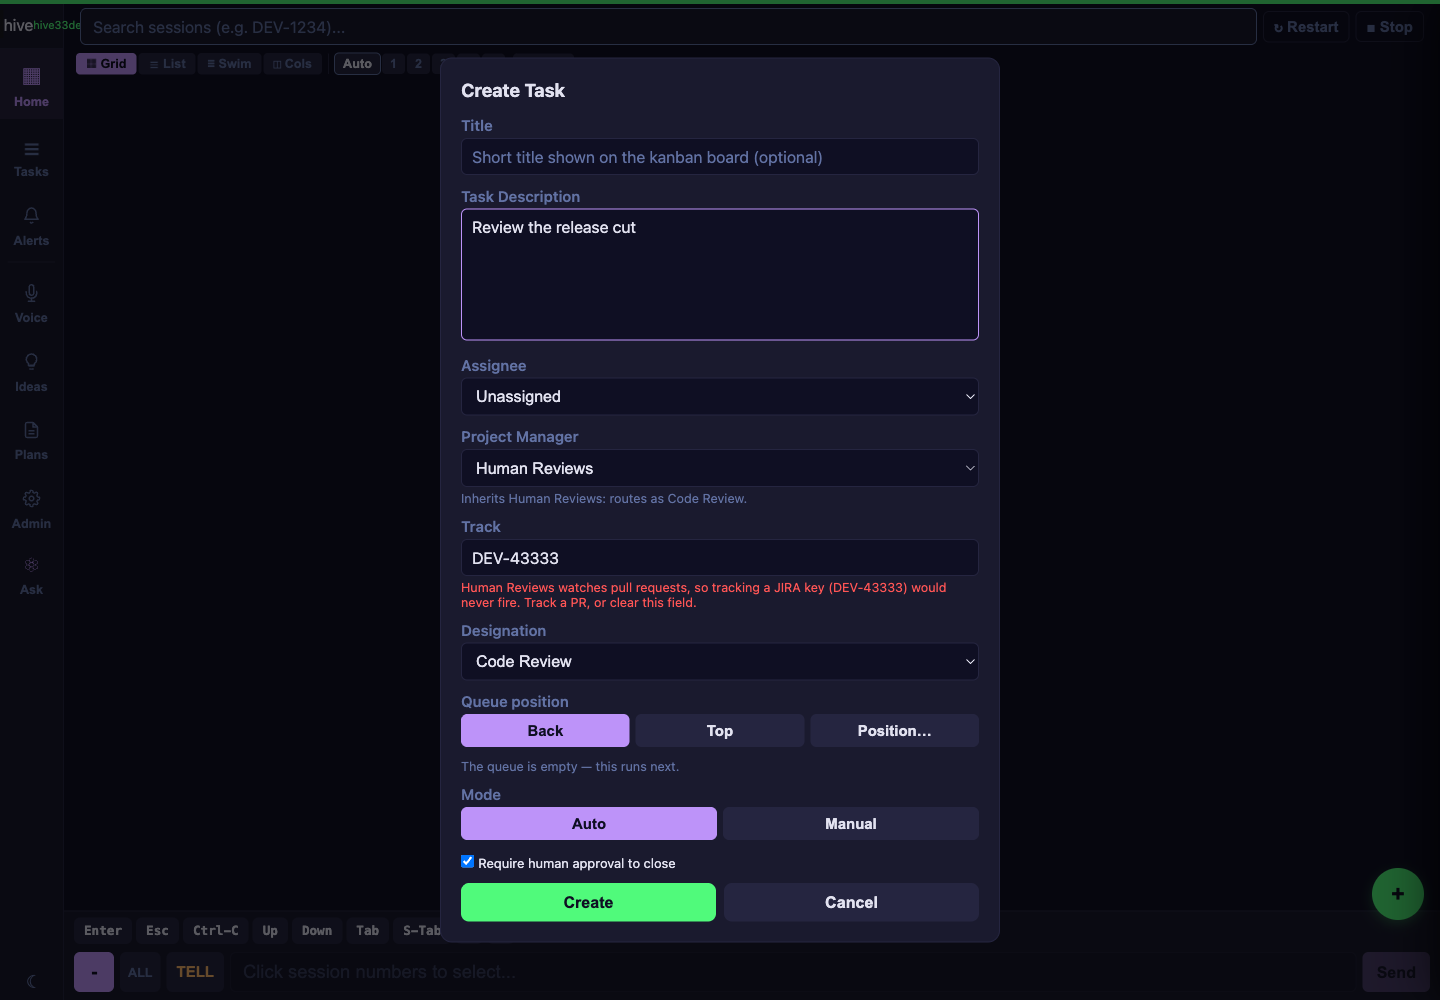 hivehive33de
Search sessions (e.g. DEV-1234)...
Restart
Stop
Grid
List
Swim
Cols
Auto
1
2
Home
Tasks
Alerts
Voice
Ideas
Plans
Admin
Ask
Create Task
Title
Short title shown on the kanban board (optional)
Task Description
Review the release cut
Assignee
Unassigned
Project Manager
Human Reviews
Inherits Human Reviews: routes as Code Review.
Track
DEV-43333
Human Reviews watches pull requests, so tracking a JIRA key (DEV-43333) would
never fire. Track a PR, or clear this field.
Designation
Code Review
Queue position
Back
Top
Position...
The queue is empty — this runs next.
Mode
Auto
Manual
Require human approval to close
Create
Cancel
+
Enter
Esc
Ctrl-C
Up
Down
Tab
S-Tab
-
ALL
TELL
Click session numbers to select...
Send